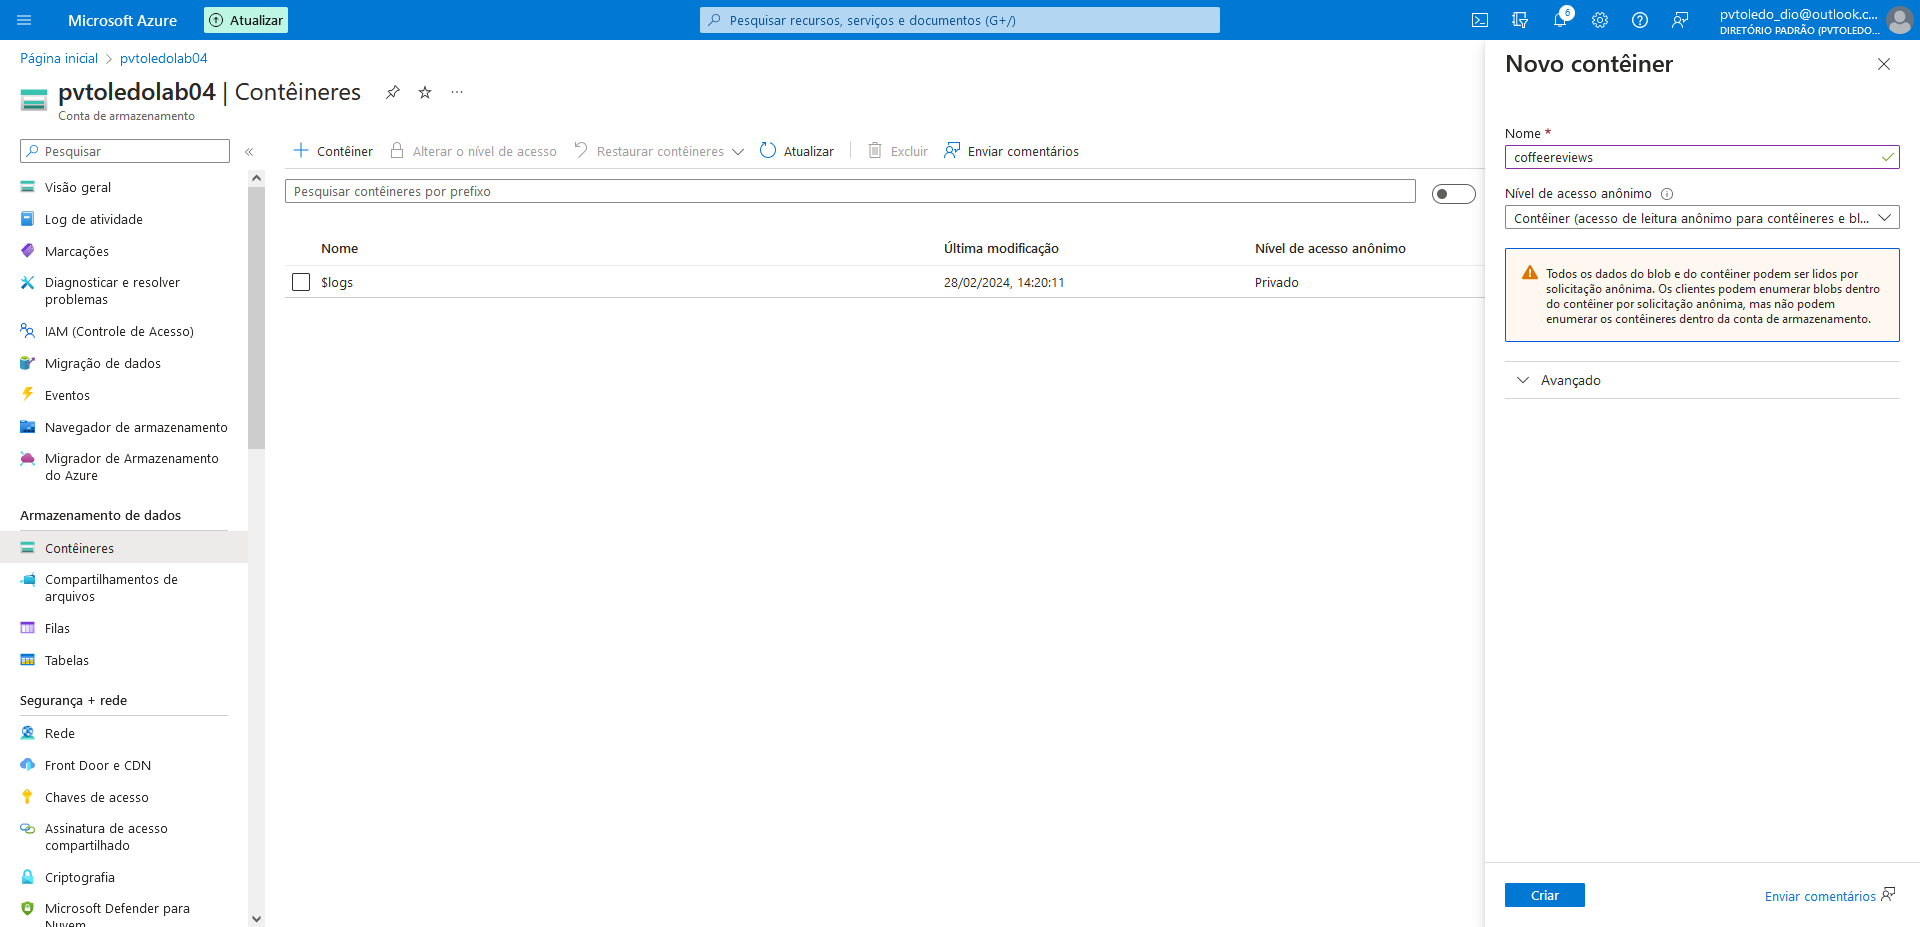 Microsoft Azure
Atualizar
Pesquisar recursos, serviços e documentos (G+/)
6
pvtoledo_dio@outlook.c...
DIRETÓRIO PADRÃO (PVTOLEDO...
Página inicial > pvtoledolab04
pvtoledolab04 | Contêineres
Conta de armazenamento
Pesquisar
Visão geral
Log de atividade
Marcações
Diagnosticar e resolver
problemas
IAM (Controle de Acesso)
Migração de dados
Eventos
Navegador de armazenamento
Migrador de Armazenamento
do Azure
Armazenamento de dados
Contêineres
Compartilhamentos de
arquivos
Filas
Tabelas
Segurança + rede
Rede
Front Door e CDN
Chaves de acesso
Assinatura de acesso
compartilhado
Criptografia
Microsoft Defender para
Nuvem
Contêiner
Alterar o nível de acesso
Restaurar contêineres
Atualizar
Excluir
Enviar comentários
Pesquisar contêineres por prefixo
Nome Última modificação Nível de acesso anônimo
$logs 28/02/2024, 14:20:11 Privado
Novo contêiner
Nome *
coffeereviews
Nível de acesso anônimo
Contêiner (acesso de leitura anônimo para contêineres e bl...
Todos os dados do blob e do contêiner podem ser lidos por
solicitação anônima. Os clientes podem enumerar blobs dentro
do contêiner por solicitação anônima, mas não podem
enumerar os contêineres dentro da conta de armazenamento.
Avançado
Criar
Enviar comentários